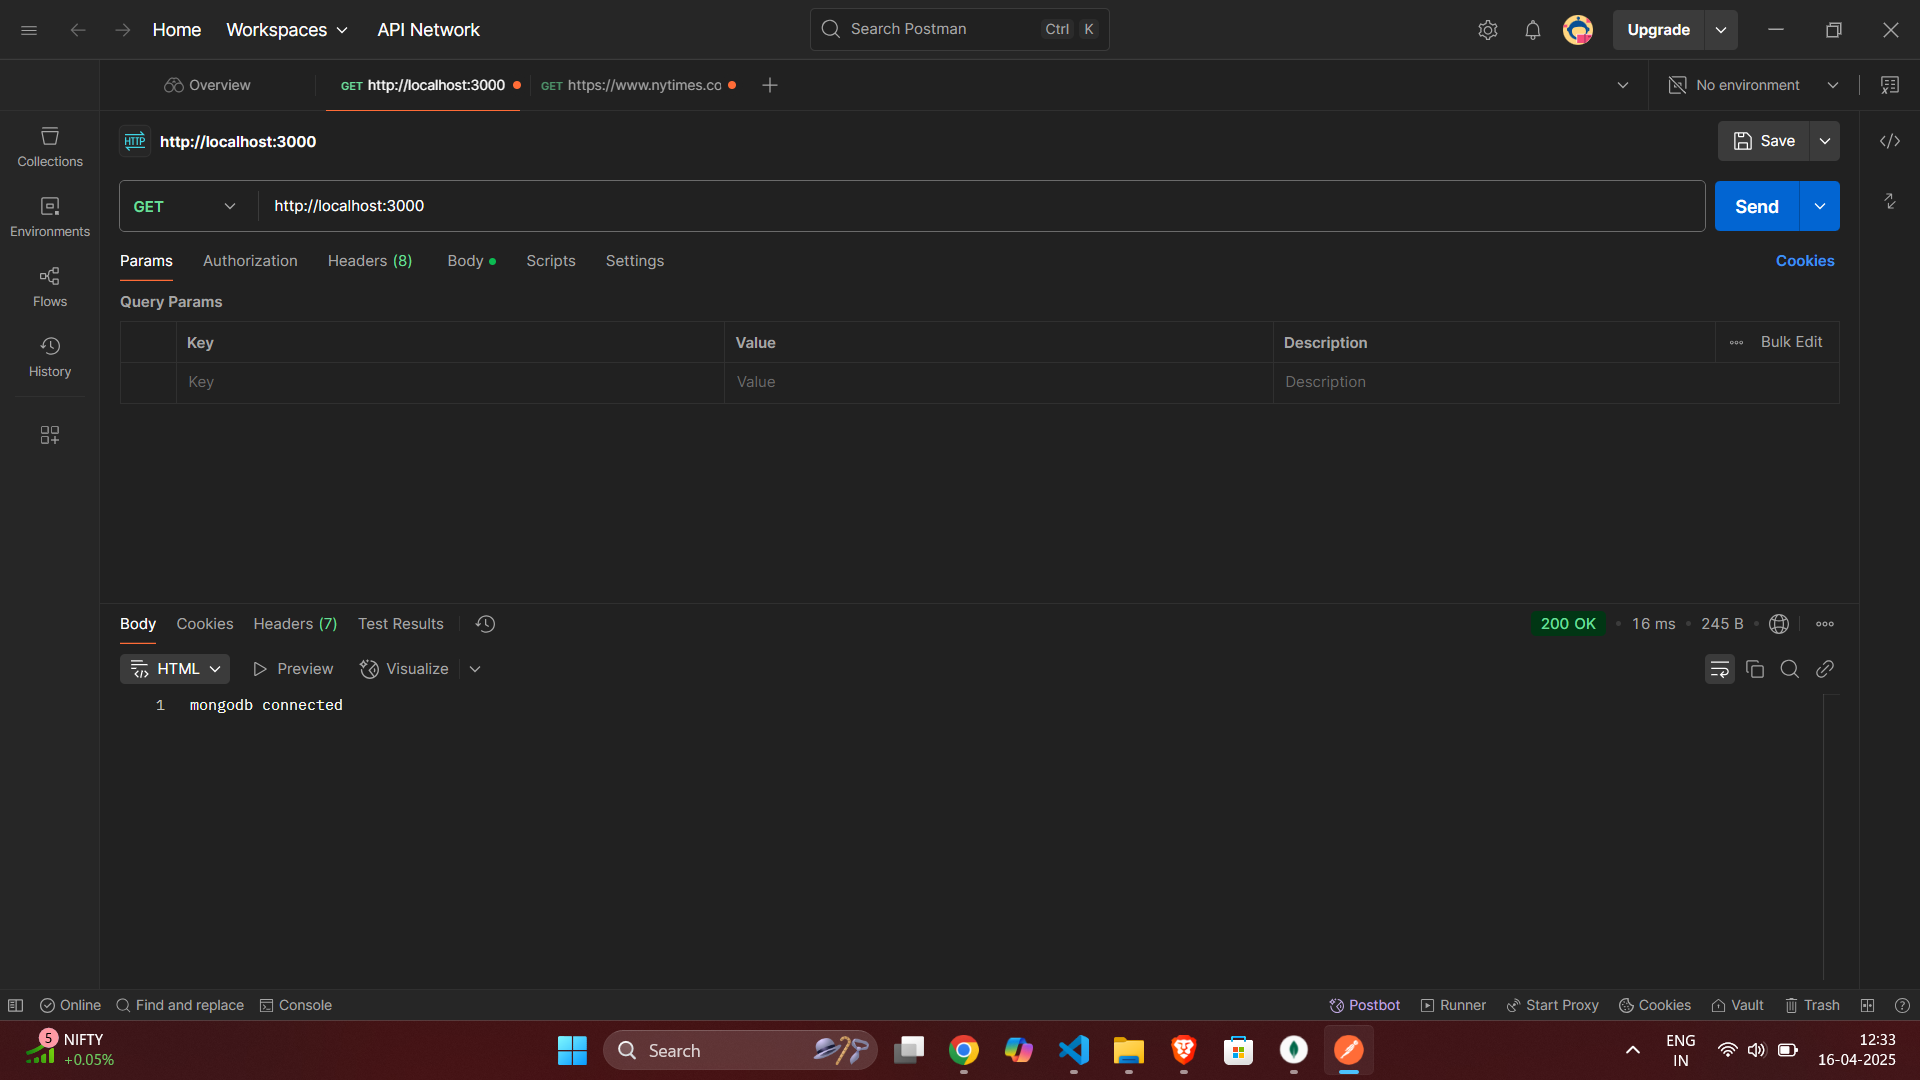 Home Workspaces API Network Search Postman Ctrl K Upgrade
Overview GET http://localhost:3000 GET https://www.nytimes.co No environment
HTTP http://localhost:3000 Save
GET http://localhost:3000 Send
Params Authorization Headers (8) Body Scripts Settings Cookies
Query Params
Key Value Description Bulk Edit
Key Value Description
Collections
Environments
Flows
History
Body Cookies Headers (7) Test Results 200 OK 16 ms 245 B
HTML Preview Visualize
1 mongodb connected
Online Find and replace Console Postbot Runner Start Proxy Cookies Vault Trash
5 NIFTY
+0.05%
Search
ENG
IN
12:33
16-04-2025